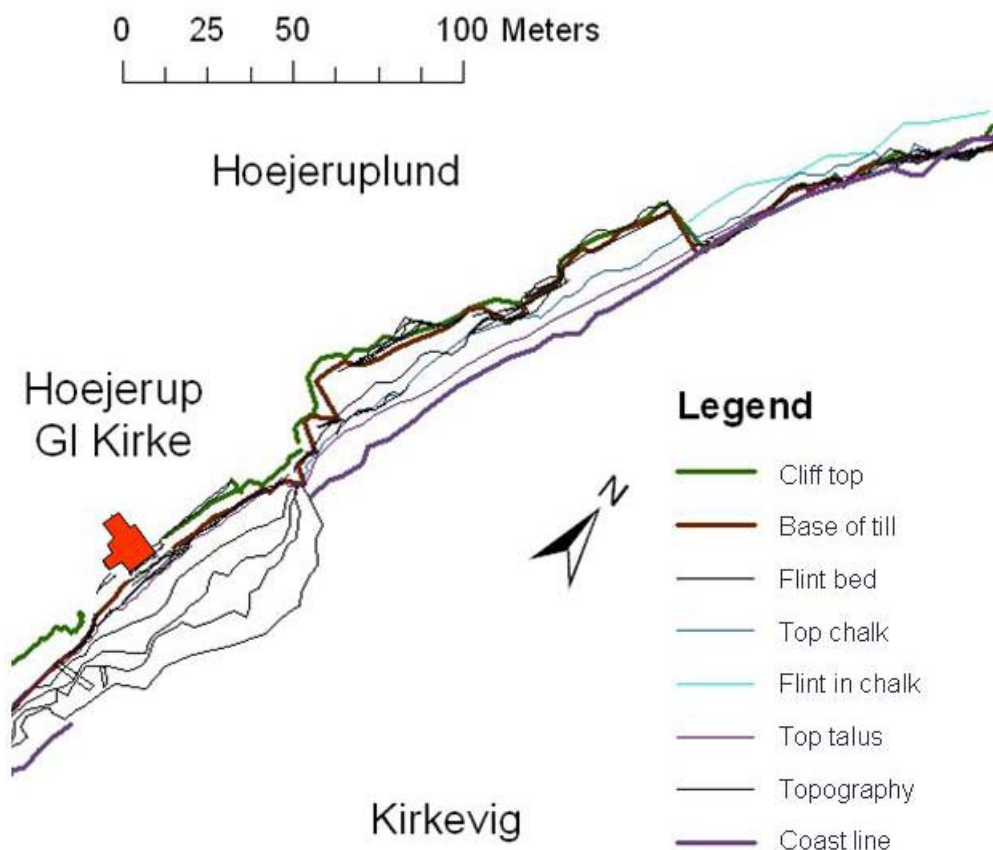 0 25 50 100 Meters
Hoejeruplund
Hoejerup
Gl Kirke
N
Legend
Cliff top
Base of till
Flint bed
Top chalk
Flint in chalk
Top talus
Topography
Coast line
Kirkevig